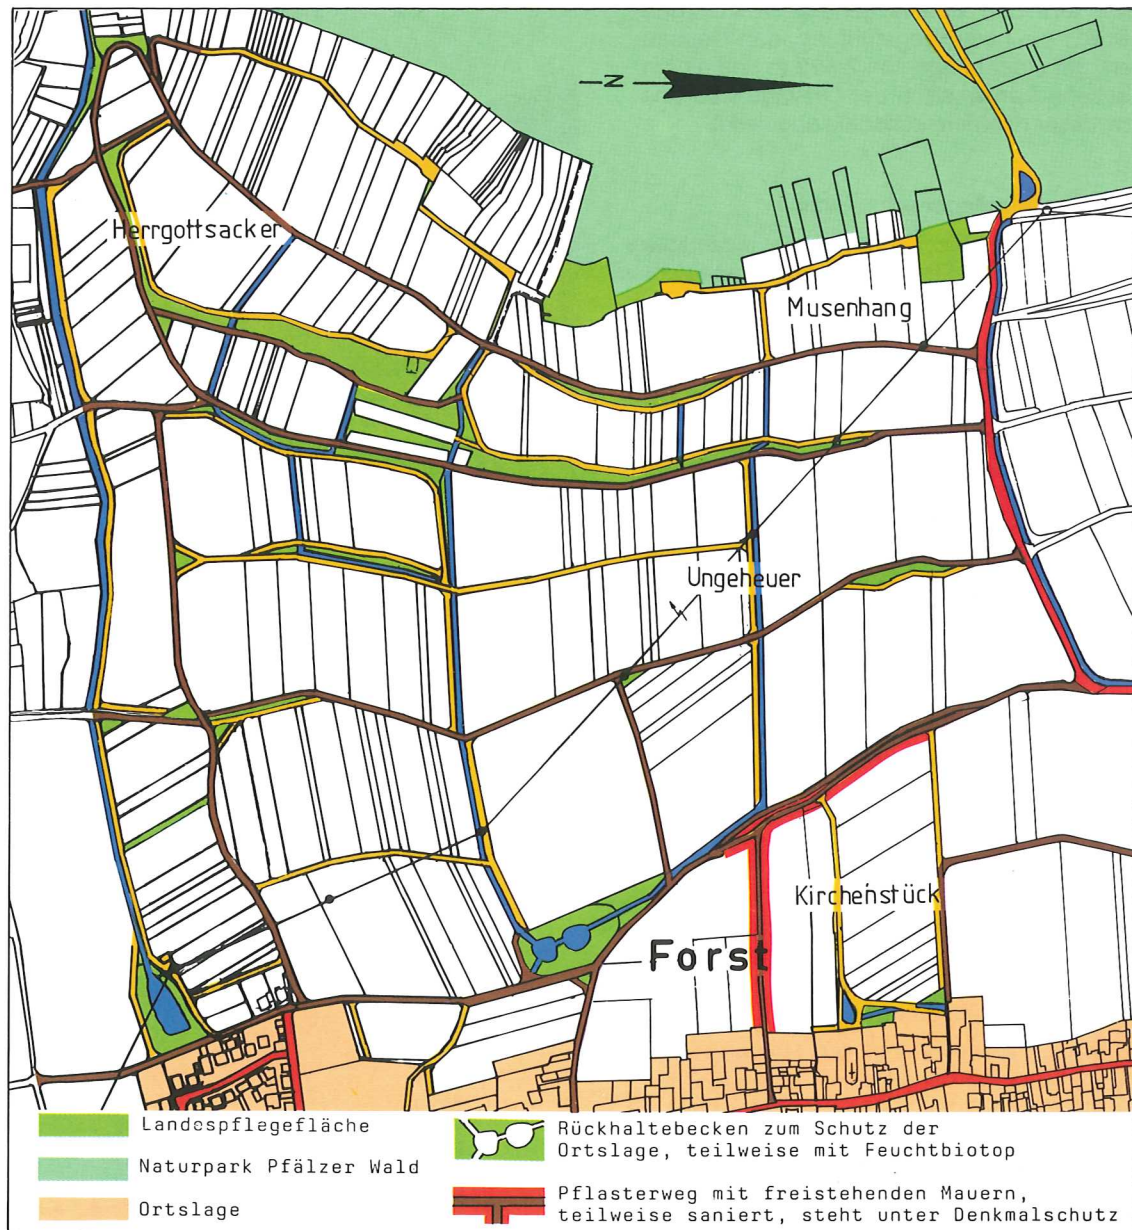 N
Herrgottsacker
Musenhang
Ungeheuer
Kirchenstück
Forst
Landespflegefläche
Naturpark Pfälzer Wald
Ortslage
Rückhaltebecken zum Schutz der
Ortslage, teilweise mit Feuchtbiotop
Pflasterweg mit freistehenden Mauern,
teilweise saniert, steht unter Denkmalschutz